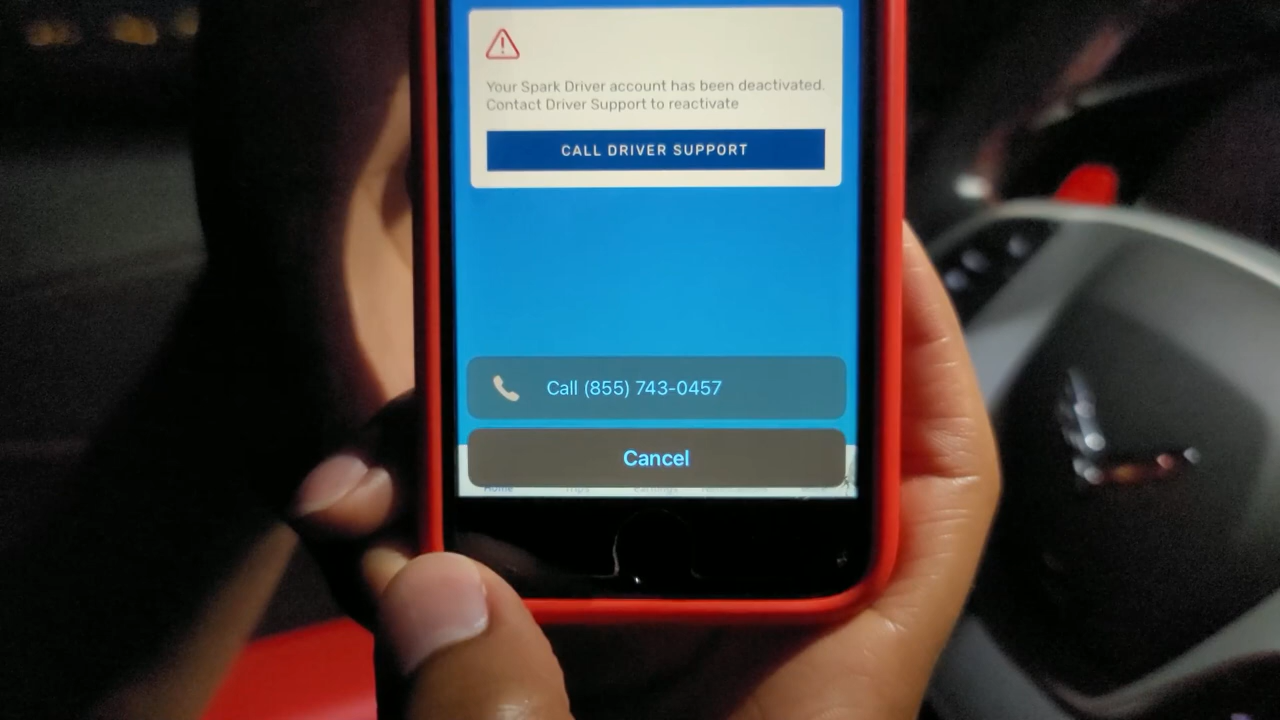 Your Spark Driver account has been deactivated.
Contact Driver Support to reactivate
CALL DRIVER SUPPORT
Call (855) 743-0457
Cancel
Home